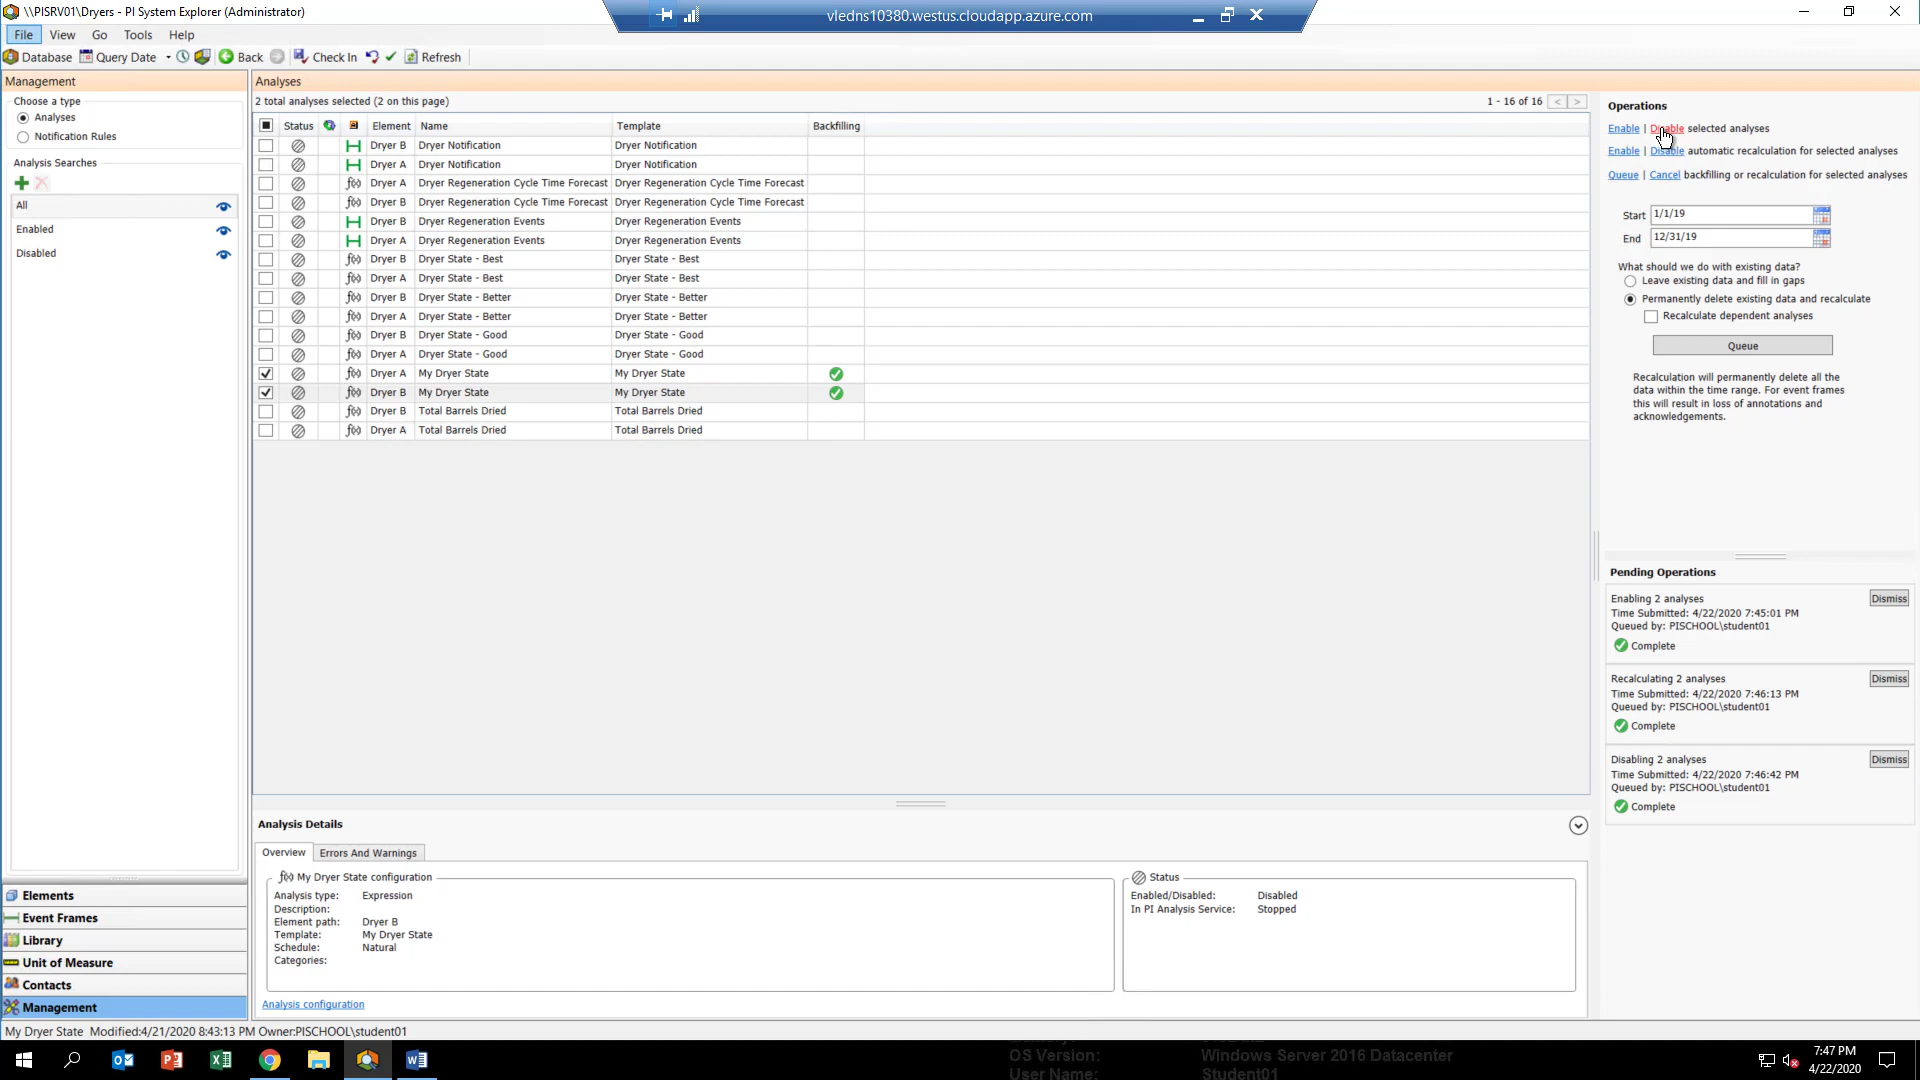 \\PISRV01\Dryers - PI System Explorer (Administrator)
vledns10380.westus.cloudapp.azure.com
File View Go Tools Help
Database Query Date Back Check In Refresh
Management
Choose a type
Analyses
Notification Rules
Analysis Searches
All
Enabled
Disabled
Elements
Event Frames
Library
Unit of Measure
Contacts
Management
Analyses
2 total analyses selected (2 on this page) 1 - 16 of 16 < >
Status Element Name Template Backfilling
f(x) Dryer B Dryer Notification Dryer Notification
Dryer A Dryer Notification Dryer Notification
f(x) Dryer A Dryer Regeneration Cycle Time Forecast Dryer Regeneration Cycle Time Forecast
f(x) Dryer B Dryer Regeneration Cycle Time Forecast Dryer Regeneration Cycle Time Forecast
Dryer B Dryer Regeneration Events Dryer Regeneration Events
Dryer A Dryer Regeneration Events Dryer Regeneration Events
f(x) Dryer B Dryer State - Best Dryer State - Best
f(x) Dryer A Dryer State - Best Dryer State - Best
f(x) Dryer B Dryer State - Better Dryer State - Better
f(x) Dryer A Dryer State - Better Dryer State - Better
f(x) Dryer B Dryer State - Good Dryer State - Good
f(x) Dryer A Dryer State - Good Dryer State - Good
f(x) Dryer A My Dryer State My Dryer State
f(x) Dryer B My Dryer State My Dryer State
f(x) Dryer B Total Barrels Dried Total Barrels Dried
f(x) Dryer A Total Barrels Dried Total Barrels Dried
Analysis Details
Overview Errors And Warnings
f(x) My Dryer State configuration
Analysis type: Expression
Description:
Element path: Dryer B
Template: My Dryer State
Schedule: Natural
Categories:
Analysis configuration
Status
Enabled/Disabled: Disabled
In PI Analysis Service: Stopped
Operations
Enable | Disable selected analyses
Enable | Disable automatic recalculation for selected analyses
Queue | Cancel backfilling or recalculation for selected analyses
Start 1/1/19
End 12/31/19
What should we do with existing data?
Leave existing data and fill in gaps
Permanently delete existing data and recalculate
Recalculate dependent analyses
Queue
Recalculation will permanently delete all the
data within the time range. For event frames
this will result in loss of annotations and
acknowledgements.
Pending Operations
Enabling 2 analyses Dismiss
Time Submitted: 4/22/2020 7:45:01 PM
Queued by: PISCHOOL\student01
Complete
Recalculating 2 analyses Dismiss
Time Submitted: 4/22/2020 7:46:13 PM
Queued by: PISCHOOL\student01
Complete
Disabling 2 analyses Dismiss
Time Submitted: 4/22/2020 7:46:42 PM
Queued by: PISCHOOL\student01
Complete
My Dryer State Modified:4/21/2020 8:43:13 PM Owner:PISCHOOL\student01
OS Version: Windows Server 2016 Datacenter
User Name: Student01
7:47 PM
4/22/2020